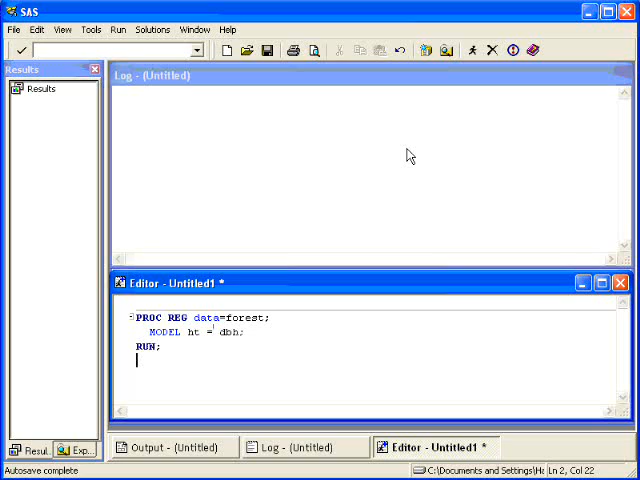 SAS
File Edit View Tools Run Solutions Window Help
Results
Results
Log - (Untitled)
Editor - Untitled1 *
PROC REG data=forest;
MODEL ht = dbh;
RUN;
Resul... Exp...
Output - (Untitled) Log - (Untitled) Editor - Untitled1 *
Autosave complete C:\Documents and Settings\ Ln 2, Col 22